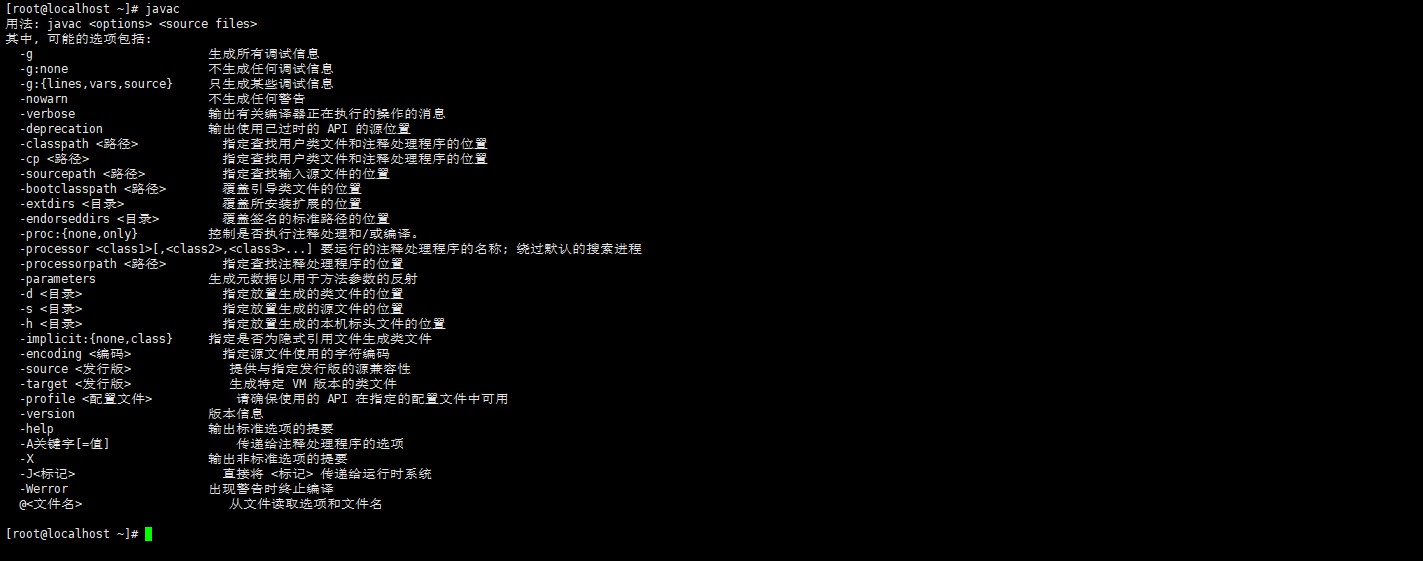 [root@localhost ~]# javac
用法: javac <options> <source files>
其中, 可能的选项包括:
  -g                         生成所有调试信息
  -g:none                    不生成任何调试信息
  -g:{lines,vars,source}     只生成某些调试信息
  -nowarn                    不生成任何警告
  -verbose                   输出有关编译器正在执行的操作的消息
  -deprecation               输出使用已过时的 API 的源位置
  -classpath <路径>            指定查找用户类文件和注释处理程序的位置
  -cp <路径>                   指定查找用户类文件和注释处理程序的位置
  -sourcepath <路径>           指定查找输入源文件的位置
  -bootclasspath <路径>        覆盖引导类文件的位置
  -extdirs <目录>              覆盖所安装扩展的位置
  -endorseddirs <目录>         覆盖签名的标准路径的位置
  -proc:{none,only}          控制是否执行注释处理和/或编译。
  -processor <class1>[,<class2>,<class3>...] 要运行的注释处理程序的名称; 绕过默认的搜索进程
  -processorpath <路径>        指定查找注释处理程序的位置
  -parameters                生成元数据以用于方法参数的反射
  -d <目录>                    指定放置生成的类文件的位置
  -s <目录>                    指定放置生成的源文件的位置
  -h <目录>                    指定放置生成的本机标头文件的位置
  -implicit:{none,class}     指定是否为隐式引用文件生成类文件
  -encoding <编码>             指定源文件使用的字符编码
  -source <发行版>              提供与指定发行版的源兼容性
  -target <发行版>              生成特定 VM 版本的类文件
  -profile <配置文件>            请确保使用的 API 在指定的配置文件中可用
  -version                   版本信息
  -help                      输出标准选项的提要
  -A关键字[=值]                  传递给注释处理程序的选项
  -X                         输出非标准选项的提要
  -J<标记>                     直接将 <标记> 传递给运行时系统
  -Werror                    出现警告时终止编译
  @<文件名>                     从文件读取选项和文件名
[root@localhost ~]#